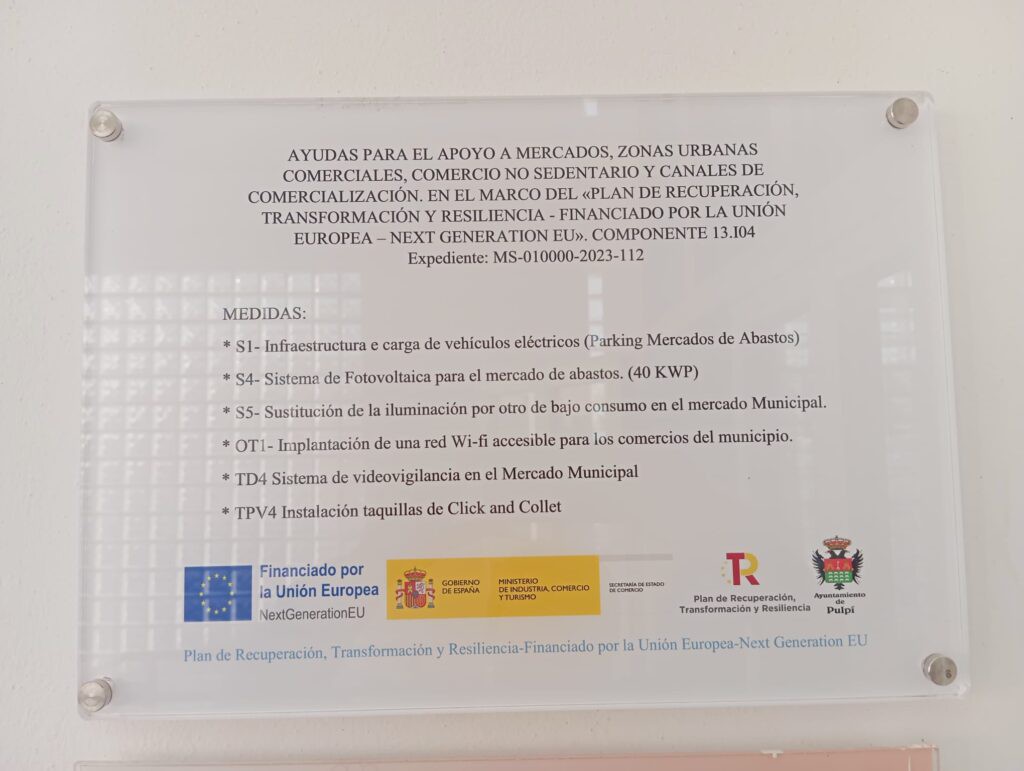 AYUDAS PARA EL APOYO A MERCADOS, ZONAS URBANAS
COMERCIALES, COMERCIO NO SEDENTARIO Y CANALES DE
COMERCIALIZACIÓN. EN EL MARCO DEL «PLAN DE RECUPERACIÓN,
TRANSFORMACIÓN Y RESILIENCIA - FINANCIADO POR LA UNIÓN
EUROPEA – NEXT GENERATION EU». COMPONENTE 13.I04
Expediente: MS-010000-2023-112
MEDIDAS:
* S1- Infraestructura e carga de vehículos eléctricos (Parking Mercados de Abastos)
* S4- Sistema de Fotovoltaica para el mercado de abastos. (40 KWP)
* S5- Sustitución de la iluminación por otro de bajo consumo en el mercado Municipal.
* OT1- Implantación de una red Wi-fi accesible para los comercios del municipio.
* TD4 Sistema de videovigilancia en el Mercado Municipal
* TPV4 Instalación taquillas de Click and Collet
Financiado por
la Unión Europea
NextGenerationEU
GOBIERNO
DE ESPAÑA
MINISTERIO
DE INDUSTRIA, COMERCIO
Y TURISMO
SECRETARÍA DE ESTADO
DE COMERCIO
TR
Plan de Recuperación,
Transformación y Resiliencia
Ayuntamiento
de
Pulpí
Plan de Recuperación, Transformación y Resiliencia-Financiado por la Unión Europea-Next Generation EU